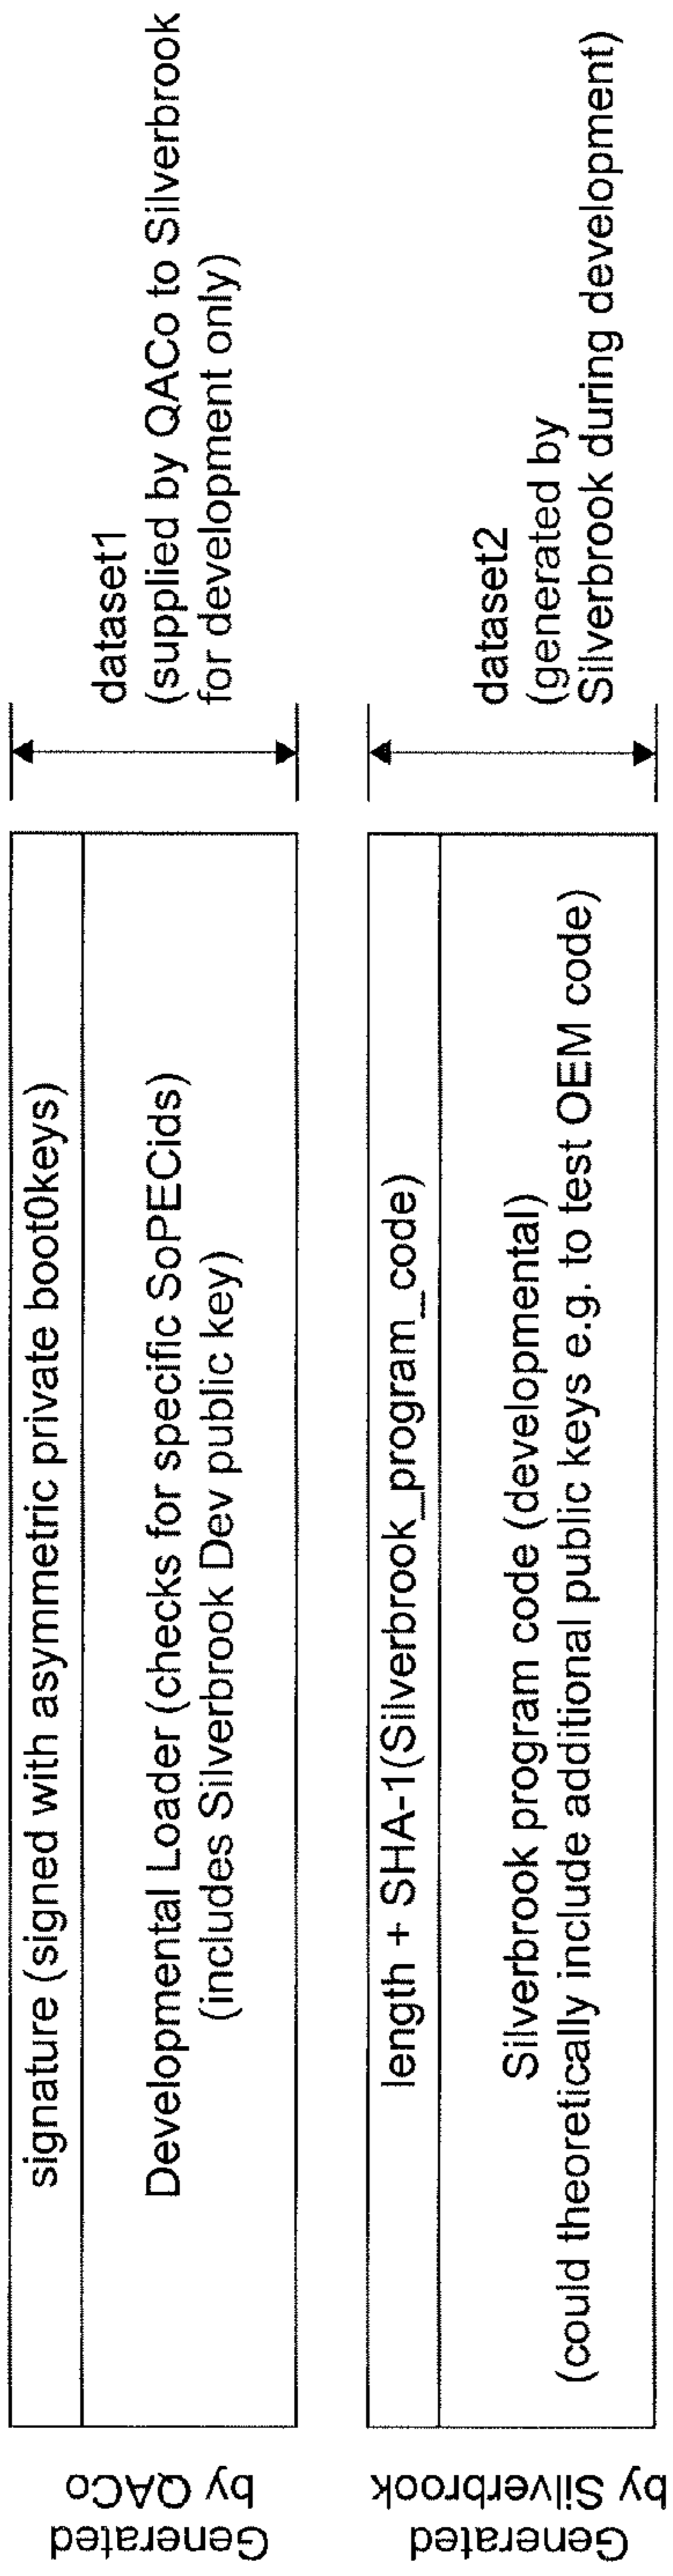 Generated
by QACo
signature (signed with asymmetric private boot0keys)
Developmental Loader (checks for specific SoPECids)
(includes Silverbrook Dev public key)
dataset1
(supplied by QACo to Silverbrook
for development only)
Generated
by Silverbrook
length + SHA-1(Silverbrook_program_code)
Silverbrook program code (developmental)
(could theoretically include additional public keys e.g. to test OEM code)
dataset2
(generated by
Silverbrook during development)